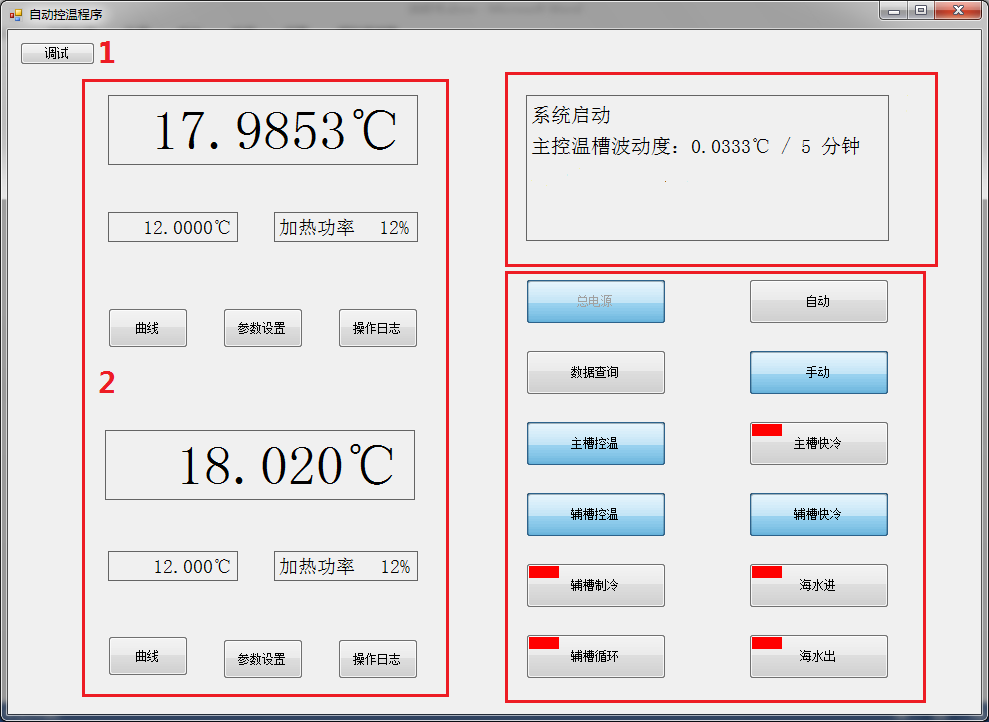 自动控温程序
调试
1
17.9853℃
12.0000℃
加热功率 12%
曲线
参数设置
操作日志
2
18.020℃
12.000℃
加热功率 12%
曲线
参数设置
操作日志
系统启动
主控温槽波动度：0.0333℃ / 5 分钟
总电源
自动
数据查询
手动
主槽控温
主槽快冷
辅槽控温
辅槽快冷
辅槽制冷
海水进
辅槽循环
海水出